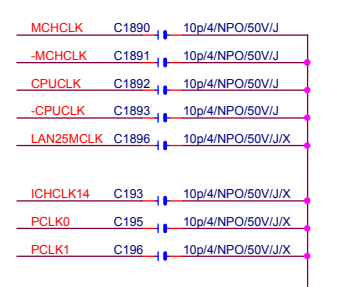 MCHCLK C1890 10p/4/NPO/50V/J
-MCHCLK C1891 10p/4/NPO/50V/J
CPUCLK C1892 10p/4/NPO/50V/J
-CPUCLK C1893 10p/4/NPO/50V/J
LAN25MCLK C1896 10p/4/NPO/50V/J/X
ICHCLK14 C193 10p/4/NPO/50V/J/X
PCLK0 C195 10p/4/NPO/50V/J/X
PCLK1 C196 10p/4/NPO/50V/J/X